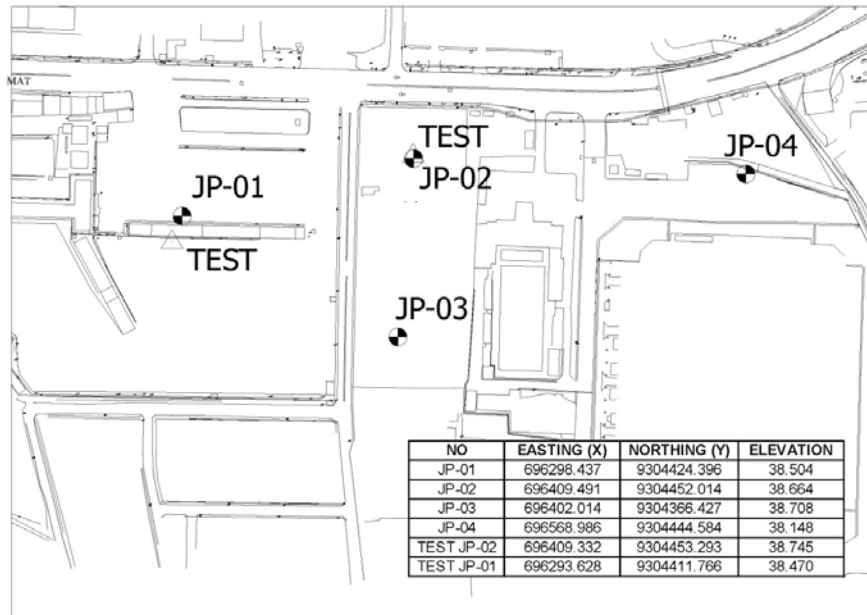 MAT
TEST
JP-04
JP-02
JP-01
TEST
JP-03
NO EASTING (X) NORTHING (Y) ELEVATION
JP-01 696298.437 9304424.396 38.504
JP-02 696409.491 9304452.014 38.664
JP-03 696402.014 9304366.427 38.708
JP-04 696568.986 9304444.584 38.148
TEST JP-02 696409.332 9304453.293 38.745
TEST JP-01 696293.628 9304411.766 38.470